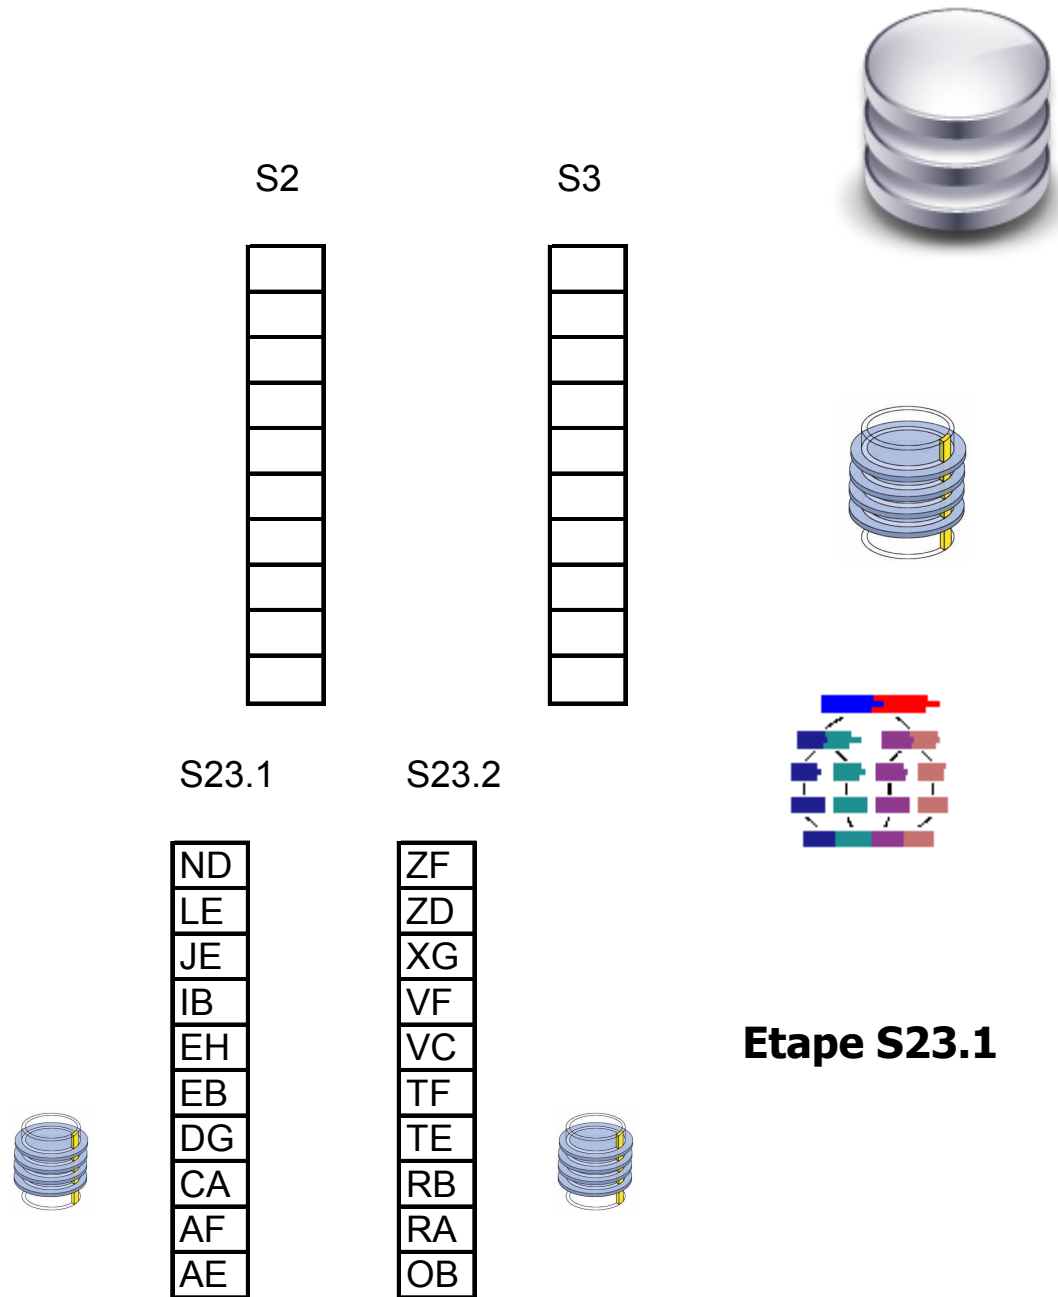 S2 S3
S23.1 S23.2
ND ZF
LE ZD
JE XG
IB VF
EH VC
Etape S23.1
EB TF
DG TE
CA RB
AF RA
AE OB